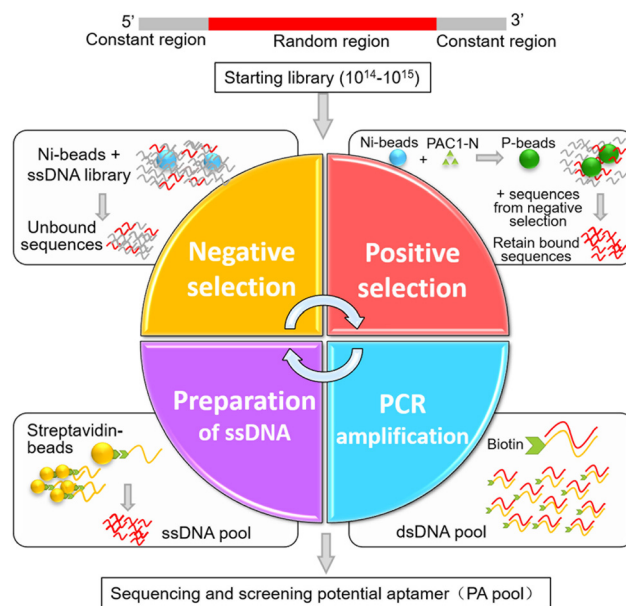 5’ 3’
Constant region Random region Constant region
Starting library (10¹⁴-10¹⁵)
Ni-beads +
ssDNA library
Unbound
sequences
Ni-beads PAC1-N P-beads
+
+ sequences
from negative
selection
Retain bound
sequences
Negative
selection
Positive
selection
Preparation
of ssDNA
PCR
amplification
Streptavidin-
beads
ssDNA pool
Biotin
dsDNA pool
Sequencing and screening potential aptamer（PA pool）